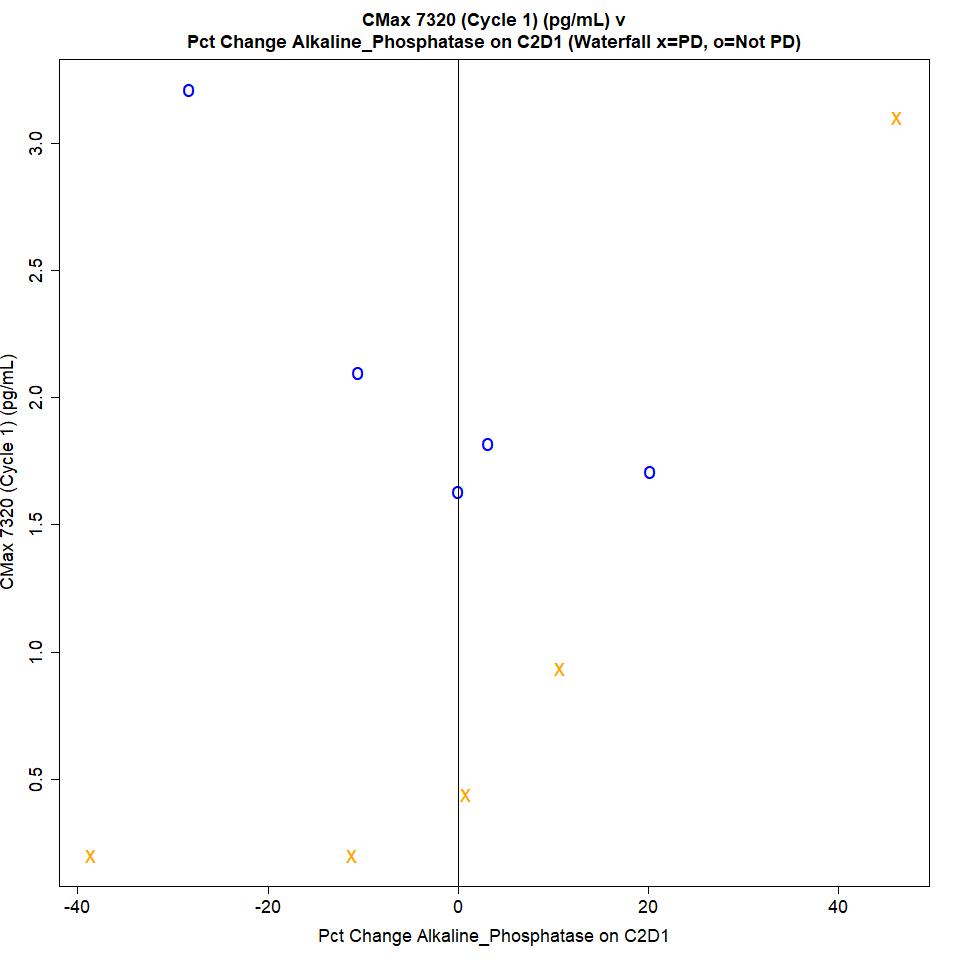 CMax 7320 (Cycle 1) (pg/mL) v
Pct Change Alkaline_Phosphatase on C2D1 (Waterfall x=PD, o=Not PD)
CMax 7320 (Cycle 1) (pg/mL)
3.0
2.5
2.0
1.5
1.0
0.5
O
X
O
O
O
O
X
X
X
X
-40
-20
0
20
40
Pct Change Alkaline_Phosphatase on C2D1